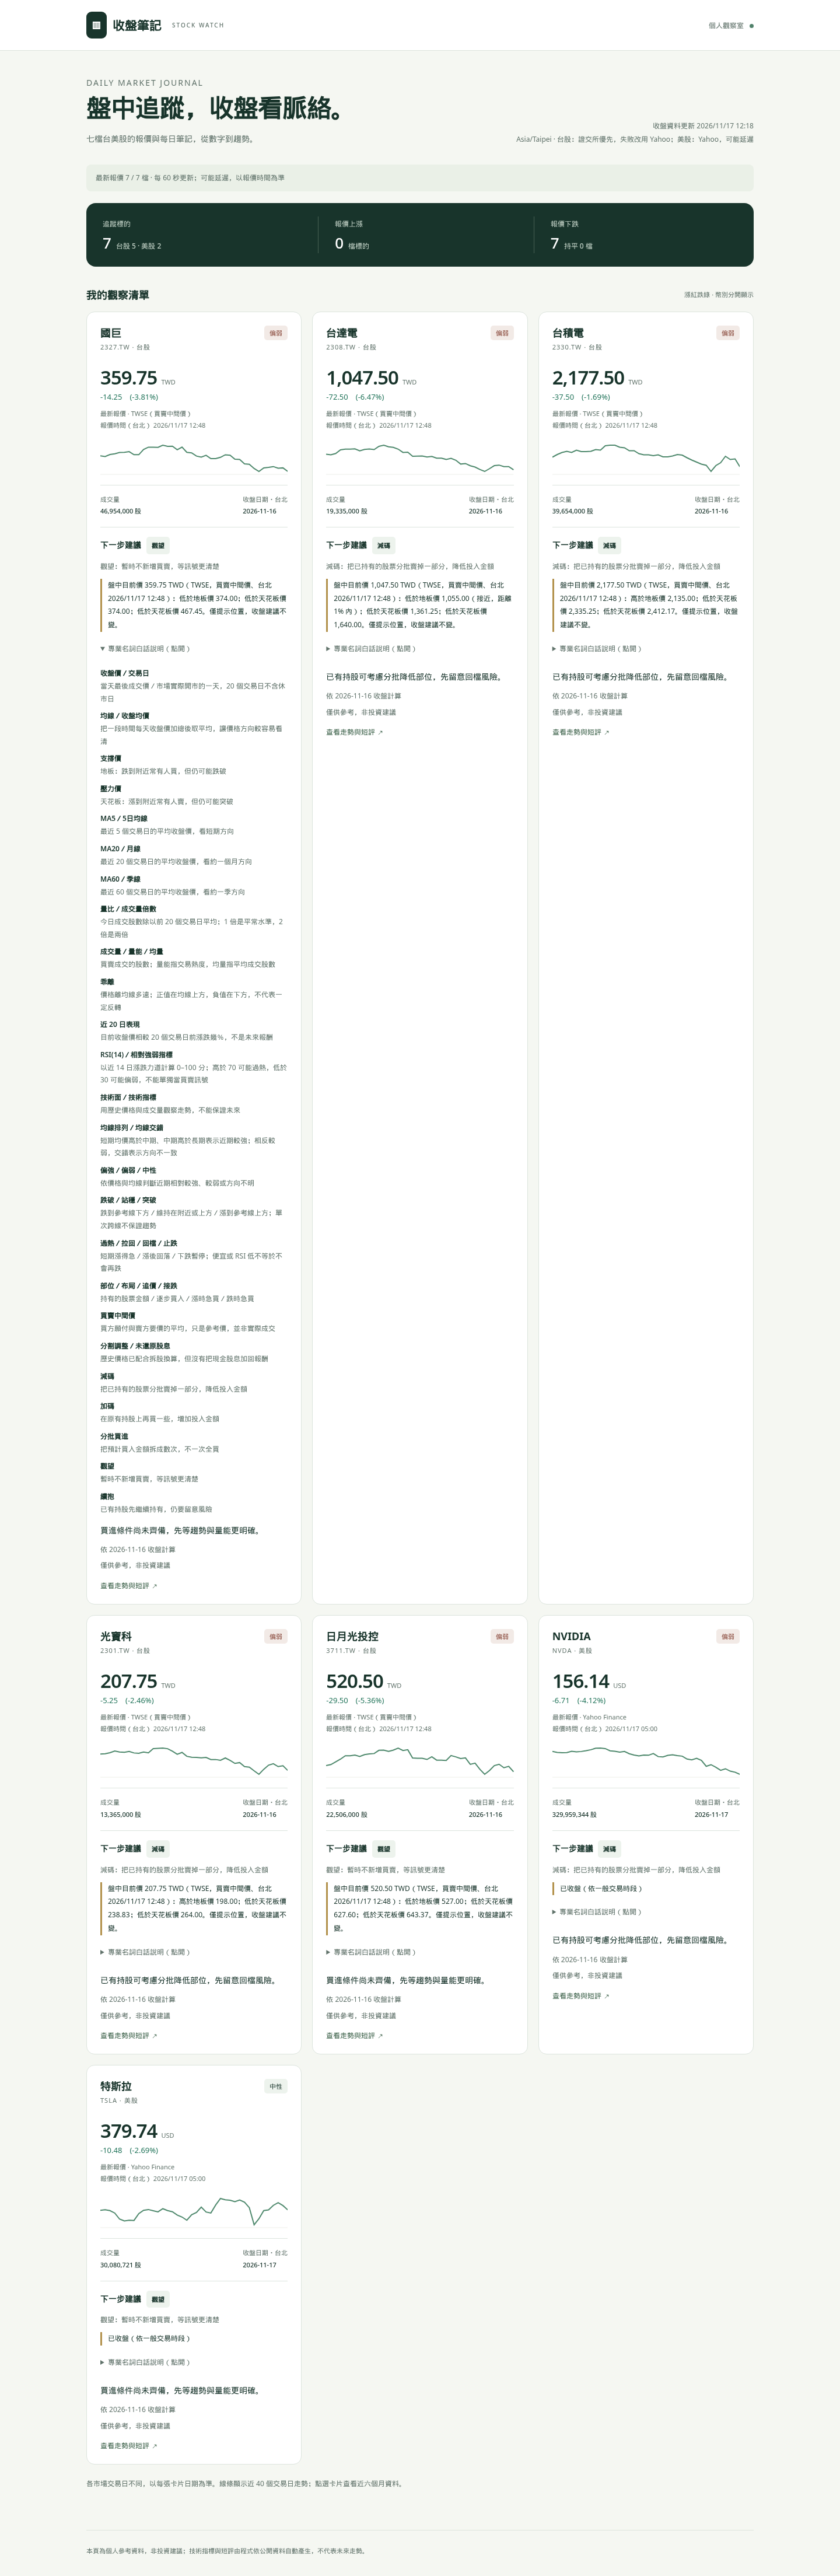 收盤筆記 STOCK WATCH
個人觀察室
DAILY MARKET JOURNAL
盤中追蹤，收盤看脈絡。
七檔台美股的報價與每日筆記，從數字到趨勢。
收盤資料更新 2026/11/17 12:18
Asia/Taipei · 台股：證交所優先，失敗改用 Yahoo；美股：Yahoo，可能延遲
最新報價 7 / 7 檔 · 每 60 秒更新；可能延遲，以報價時間為準
追蹤標的
7 台股 5 · 美股 2
報價上漲
0 檔標的
報價下跌
7 持平 0 檔
我的觀察清單
漲紅跌綠 · 幣別分開顯示
國巨
偏弱
2327.TW · 台股
359.75 TWD
-14.25 (-3.81%)
最新報價 · TWSE（買賣中間價）
報價時間（台北） 2026/11/17 12:48
成交量
46,954,000 股
收盤日期・台北
2026-11-16
下一步建議 觀望
觀望：暫時不新增買賣，等訊號更清楚
盤中目前價 359.75 TWD（TWSE，買賣中間價、台北
2026/11/17 12:48）：低於地板價 374.00；低於天花板價
374.00；低於天花板價 467.45。僅提示位置，收盤建議不
變。
▼ 專業名詞白話說明（點開）
收盤價 / 交易日
當天最後成交價 / 市場實際開市的一天，20 個交易日不含休
市日
均線 / 收盤均價
把一段時間每天收盤價加總後取平均，讓價格方向較容易看
清
支撐價
地板：跌到附近常有人買，但仍可能跌破
壓力價
天花板：漲到附近常有人賣，但仍可能突破
MA5 / 5日均線
最近 5 個交易日的平均收盤價，看短期方向
MA20 / 月線
最近 20 個交易日的平均收盤價，看約一個月方向
MA60 / 季線
最近 60 個交易日的平均收盤價，看約一季方向
量比 / 成交量倍數
今日成交股數除以前 20 個交易日平均；1 倍是平常水準，2
倍是兩倍
成交量 / 量能 / 均量
買賣成交的股數；量能指交易熱度，均量指平均成交股數
乖離
價格離均線多遠；正值在均線上方，負值在下方，不代表一
定反轉
近 20 日表現
目前收盤價相較 20 個交易日前漲跌幾%，不是未來報酬
RSI(14) / 相對強弱指標
以近 14 日漲跌力道計算 0–100 分；高於 70 可能過熱，低於
30 可能偏弱，不能單獨當買賣訊號
技術面 / 技術指標
用歷史價格與成交量觀察走勢，不能保證未來
均線排列 / 均線交錯
短期均價高於中期、中期高於長期表示近期較強；相反較
弱，交錯表示方向不一致
偏強 / 偏弱 / 中性
依價格與均線判斷近期相對較強、較弱或方向不明
跌破 / 站穩 / 突破
跌到參考線下方 / 維持在附近或上方 / 漲到參考線上方；單
次跨線不保證趨勢
過熱 / 拉回 / 回檔 / 止跌
短期漲得急 / 漲後回落 / 下跌暫停；便宜或 RSI 低不等於不
會再跌
部位 / 布局 / 追價 / 接跌
持有的股票金額 / 逐步買入 / 漲時急買 / 跌時急買
買賣中間價
買方願付與賣方要價的平均，只是參考價，並非實際成交
分割調整 / 未還原股息
歷史價格已配合拆股換算，但沒有把現金股息加回報酬
減碼
把已持有的股票分批賣掉一部分，降低投入金額
加碼
在原有持股上再買一些，增加投入金額
分批買進
把預計買入金額拆成數次，不一次全買
觀望
暫時不新增買賣，等訊號更清楚
續抱
已有持股先繼續持有，仍要留意風險
買進條件尚未齊備，先等趨勢與量能更明確。
依 2026-11-16 收盤計算
僅供參考，非投資建議
查看走勢與短評 ↗
台達電
偏弱
2308.TW · 台股
1,047.50 TWD
-72.50 (-6.47%)
最新報價 · TWSE（買賣中間價）
報價時間（台北） 2026/11/17 12:48
成交量
19,335,000 股
收盤日期・台北
2026-11-16
下一步建議 減碼
減碼：把已持有的股票分批賣掉一部分，降低投入金額
盤中目前價 1,047.50 TWD（TWSE，買賣中間價、台北
2026/11/17 12:48）：低於地板價 1,055.00（接近，距離
1% 內）；低於天花板價 1,361.25；低於天花板價
1,640.00。僅提示位置，收盤建議不變。
▶ 專業名詞白話說明（點開）
已有持股可考慮分批降低部位，先留意回檔風險。
依 2026-11-16 收盤計算
僅供參考，非投資建議
查看走勢與短評 ↗
台積電
偏弱
2330.TW · 台股
2,177.50 TWD
-37.50 (-1.69%)
最新報價 · TWSE（買賣中間價）
報價時間（台北） 2026/11/17 12:48
成交量
39,654,000 股
收盤日期・台北
2026-11-16
下一步建議 減碼
減碼：把已持有的股票分批賣掉一部分，降低投入金額
盤中目前價 2,177.50 TWD（TWSE，買賣中間價、台北
2026/11/17 12:48）：高於地板價 2,135.00；低於天花板
價 2,335.25；低於天花板價 2,412.17。僅提示位置，收盤
建議不變。
▶ 專業名詞白話說明（點開）
已有持股可考慮分批降低部位，先留意回檔風險。
依 2026-11-16 收盤計算
僅供參考，非投資建議
查看走勢與短評 ↗
光寶科
偏弱
2301.TW · 台股
207.75 TWD
-5.25 (-2.46%)
最新報價 · TWSE（買賣中間價）
報價時間（台北） 2026/11/17 12:48
成交量
13,365,000 股
收盤日期・台北
2026-11-16
下一步建議 減碼
減碼：把已持有的股票分批賣掉一部分，降低投入金額
盤中目前價 207.75 TWD（TWSE，買賣中間價、台北
2026/11/17 12:48）：高於地板價 198.00；低於天花板價
238.83；低於天花板價 264.00。僅提示位置，收盤建議不
變。
▶ 專業名詞白話說明（點開）
已有持股可考慮分批降低部位，先留意回檔風險。
依 2026-11-16 收盤計算
僅供參考，非投資建議
查看走勢與短評 ↗
日月光投控
偏弱
3711.TW · 台股
520.50 TWD
-29.50 (-5.36%)
最新報價 · TWSE（買賣中間價）
報價時間（台北） 2026/11/17 12:48
成交量
22,506,000 股
收盤日期・台北
2026-11-16
下一步建議 觀望
觀望：暫時不新增買賣，等訊號更清楚
盤中目前價 520.50 TWD（TWSE，買賣中間價、台北
2026/11/17 12:48）：低於地板價 527.00；低於天花板價
627.60；低於天花板價 643.37。僅提示位置，收盤建議不
變。
▶ 專業名詞白話說明（點開）
買進條件尚未齊備，先等趨勢與量能更明確。
依 2026-11-16 收盤計算
僅供參考，非投資建議
查看走勢與短評 ↗
NVIDIA
偏弱
NVDA · 美股
156.14 USD
-6.71 (-4.12%)
最新報價 · Yahoo Finance
報價時間（台北） 2026/11/17 05:00
成交量
329,959,344 股
收盤日期・台北
2026-11-17
下一步建議 減碼
減碼：把已持有的股票分批賣掉一部分，降低投入金額
已收盤（依一般交易時段）
▶ 專業名詞白話說明（點開）
已有持股可考慮分批降低部位，先留意回檔風險。
依 2026-11-16 收盤計算
僅供參考，非投資建議
查看走勢與短評 ↗
特斯拉
中性
TSLA · 美股
379.74 USD
-10.48 (-2.69%)
最新報價 · Yahoo Finance
報價時間（台北） 2026/11/17 05:00
成交量
30,080,721 股
收盤日期・台北
2026-11-17
下一步建議 觀望
觀望：暫時不新增買賣，等訊號更清楚
已收盤（依一般交易時段）
▶ 專業名詞白話說明（點開）
買進條件尚未齊備，先等趨勢與量能更明確。
依 2026-11-16 收盤計算
僅供參考，非投資建議
查看走勢與短評 ↗
各市場交易日不同，以每張卡片日期為準。線條顯示近 40 個交易日走勢；點選卡片查看近六個月資料。
本頁為個人參考資料，非投資建議；技術指標與短評由程式依公開資料自動產生，不代表未來走勢。